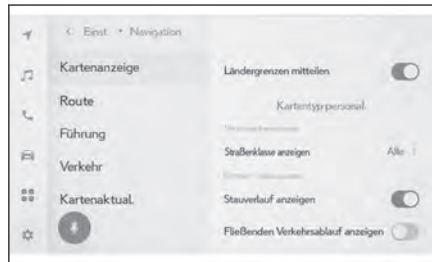 Einst. • Navigation
Kartenanzeige
Route
Führung
Verkehr
Kartenaktual.
Ländergrenzen mitteilen
Kartentyp personal.
Straßenklasse anzeigen
Alle
Stauverlauf anzeigen
Fließenden Verkehrsablauf anzeigen